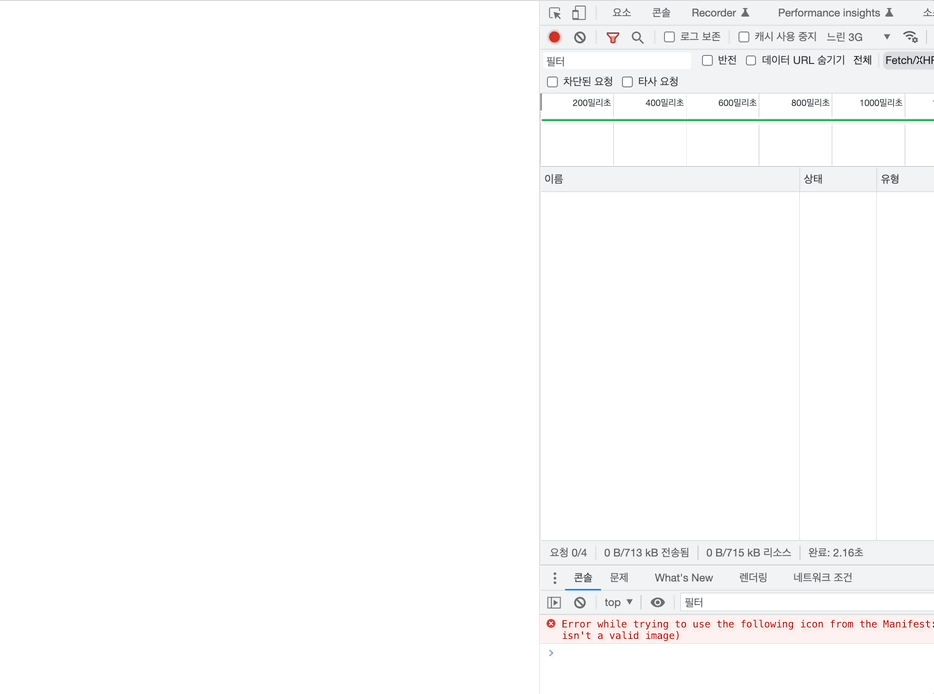 요소 콘솔 Recorder Performance insights
로그 보존 캐시 사용 중지 느린 3G
필터 반전 데이터 URL 숨기기 전체 Fetch/XHR
차단된 요청 타사 요청
200밀리초 400밀리초 600밀리초 800밀리초 1000밀리초
이름 상태 유형
요청 0/4 0 B/713 kB 전송됨 0 B/715 kB 리소스 완료: 2.16초
콘솔 문제 What's New 렌더링 네트워크 조건
top 필터
Error while trying to use the following icon from the Manifest:
isn't a valid image)